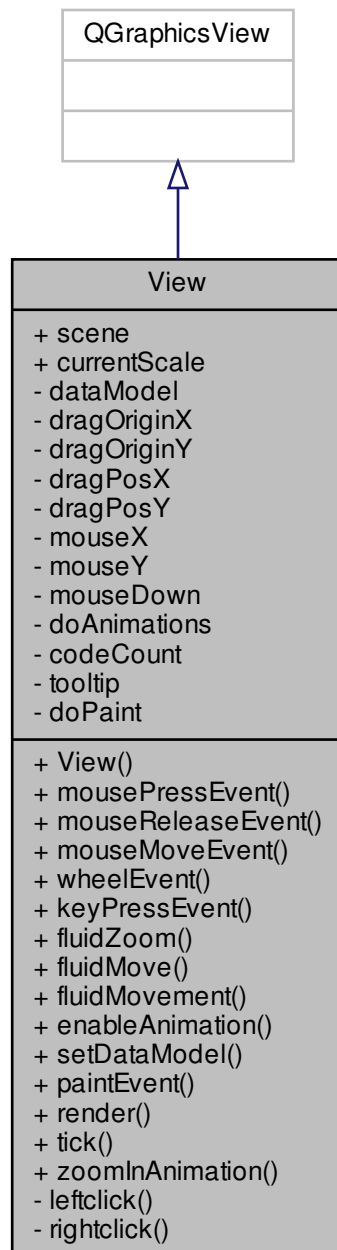 QGraphicsView
View
+ scene
+ currentScale
- dataModel
- dragOriginX
- dragOriginY
- dragPosX
- dragPosY
- mouseX
- mouseY
- mouseDown
- doAnimations
- codeCount
- tooltip
- doPaint
+ View()
+ mousePressEvent()
+ mouseReleaseEvent()
+ mouseMoveEvent()
+ wheelEvent()
+ keyPressEvent()
+ fluidZoom()
+ fluidMove()
+ fluidMovement()
+ enableAnimation()
+ setDataModel()
+ paintEvent()
+ render()
+ tick()
+ zoomInAnimation()
- leftclick()
- rightclick()